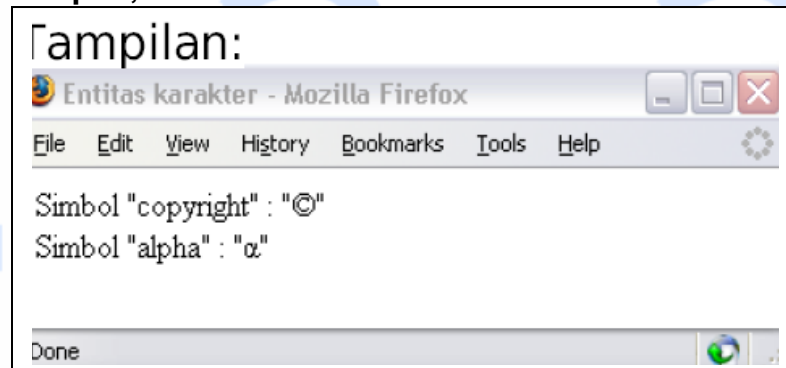 Tampilan:
Entitas karakter - Mozilla Firefox
File Edit View History Bookmarks Tools Help
Simbol "copyright" : "©"
Simbol "alpha" : "α"
Done